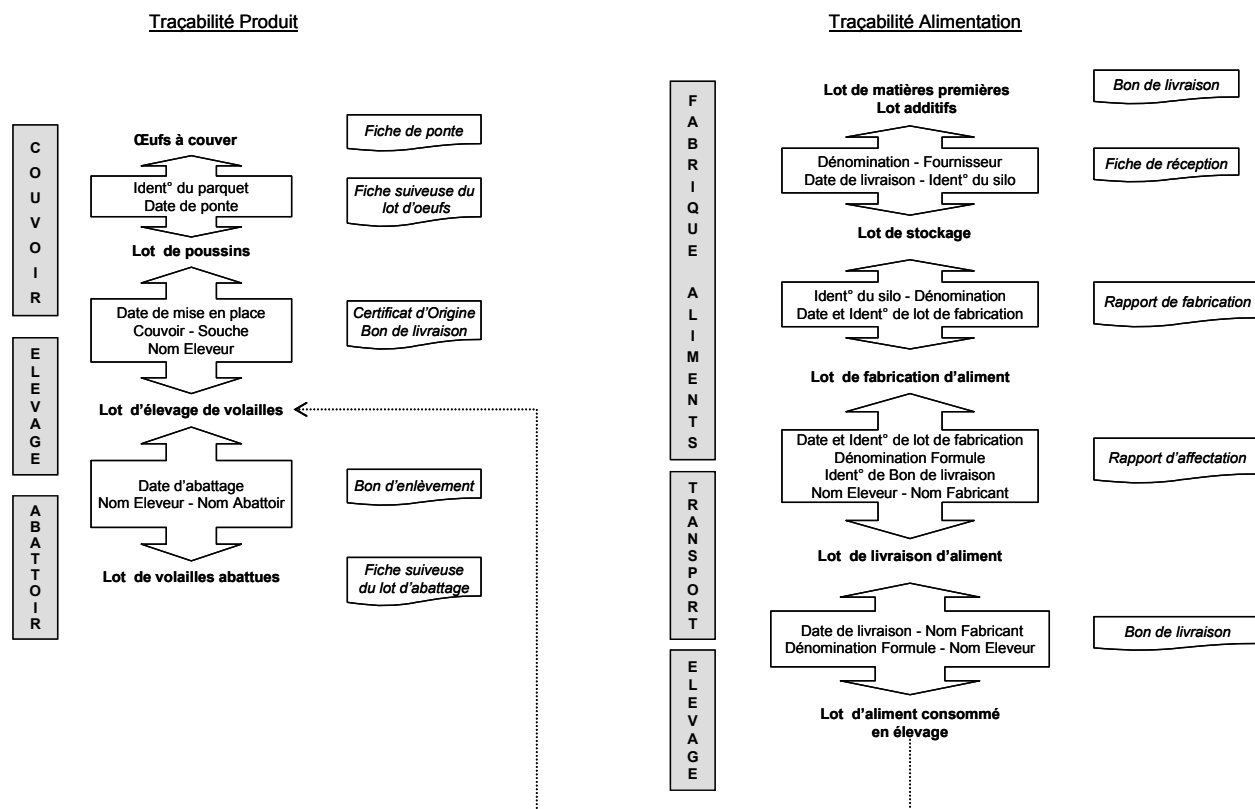 Traçabilité Produit
COUVOIR
Œufs à couver
Fiche de ponte
Ident° du parquet
Date de ponte
Fiche suiveuse du
lot d'oeufs
Lot de poussins
Date de mise en place
Couvoir - Souche
Nom Eleveur
Certificat d'Origine
Bon de livraison
ELEVAGE
Lot d'élevage de volailles
Date d'abattage
Nom Eleveur - Nom Abattoir
Bon d'enlèvement
ABATTOIR
Lot de volailles abattues
Fiche suiveuse
du lot d'abattage
Traçabilité Alimentation
FABRIQUE ALIMENTS
Lot de matières premières
Lot additifs
Bon de livraison
Dénomination - Fournisseur
Date de livraison - Ident° du silo
Fiche de réception
Lot de stockage
Ident° du silo - Dénomination
Date et Ident° de lot de fabrication
Rapport de fabrication
Lot de fabrication d'aliment
Date et Ident° de lot de fabrication
Dénomination Formule
Ident° de Bon de livraison
Nom Eleveur - Nom Fabricant
Rapport d'affectation
TRANSPORT
Lot de livraison d'aliment
Date de livraison - Nom Fabricant
Dénomination Formule - Nom Eleveur
Bon de livraison
ELEVAGE
Lot d'aliment consommé
en élevage